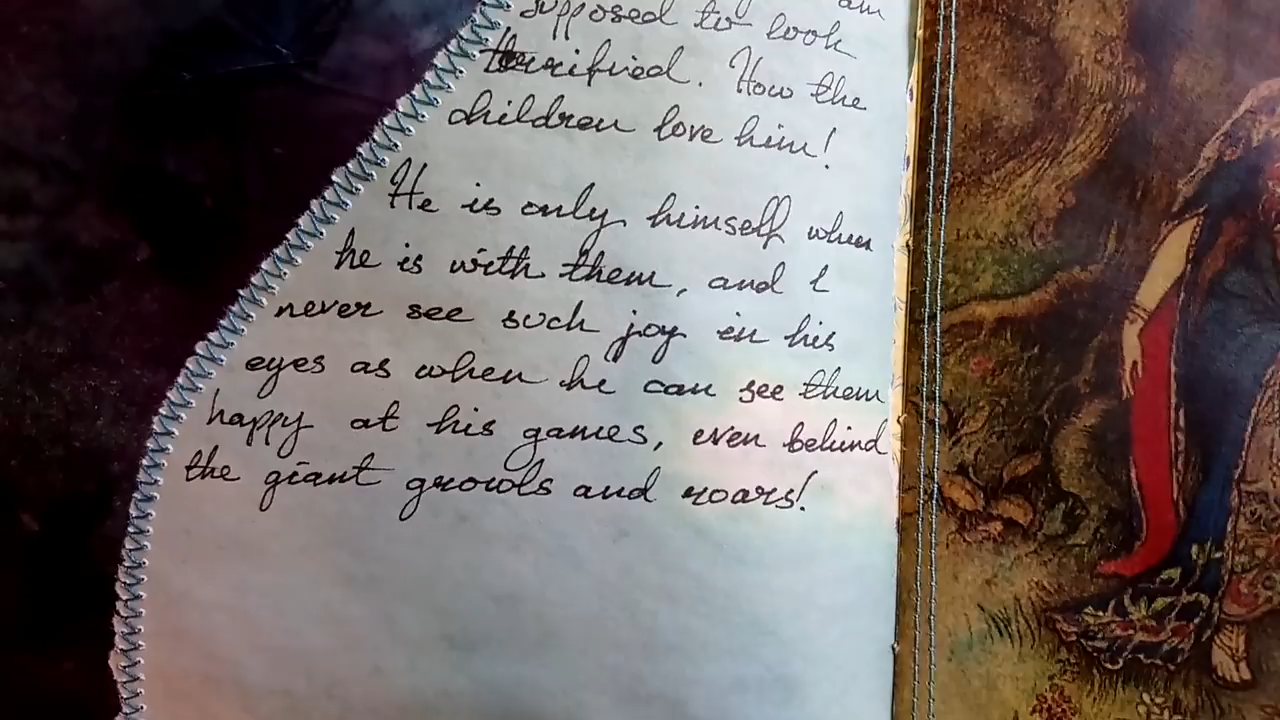 am
supposed to look
terrified. How the
children love him!
He is only himself when
he is with them, and I
never see such joy in his
eyes as when he can see them
happy at his games, even behind
the giant growls and roars!